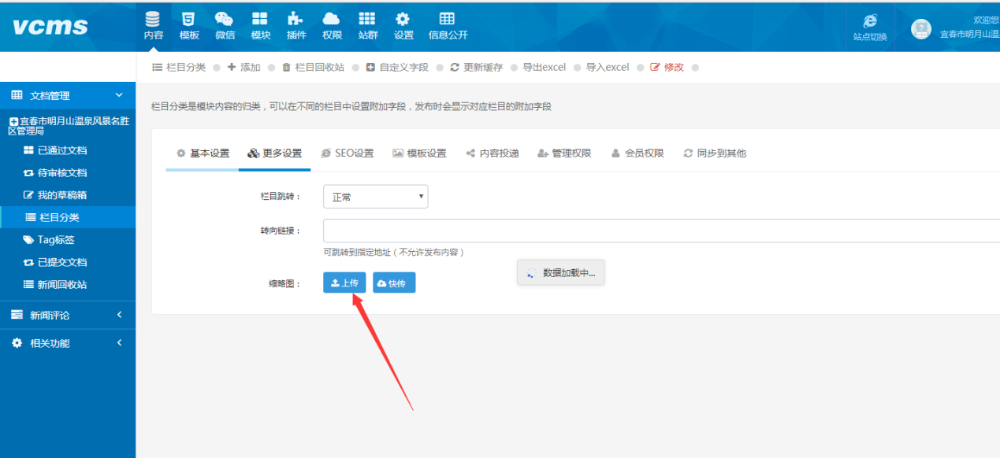 vcms
内容 模板 微信 模块 插件 权限 站群 设置 信息公开
站点切换
欢迎您
宜春市明月山温
栏目分类 添加 栏目回收站 自定义字段 更新缓存 导出excel 导入excel 修改
文档管理
宜春市明月山温泉风景名胜
区管理局
已通过文档
待审核文档
我的草稿箱
栏目分类
Tag标签
已提交文档
新闻回收站
新闻评论
相关功能
栏目分类是模块内容的归类，可以在不同的栏目中设置附加字段，发布时会显示对应栏目的附加字段
基本设置 更多设置 SEO设置 模板设置 内容投递 管理权限 会员权限 同步到其他
栏目跳转： 正常
转向链接：
可跳转到指定地址（不允许发布内容）
数据加载中...
缩略图： 上传 快传